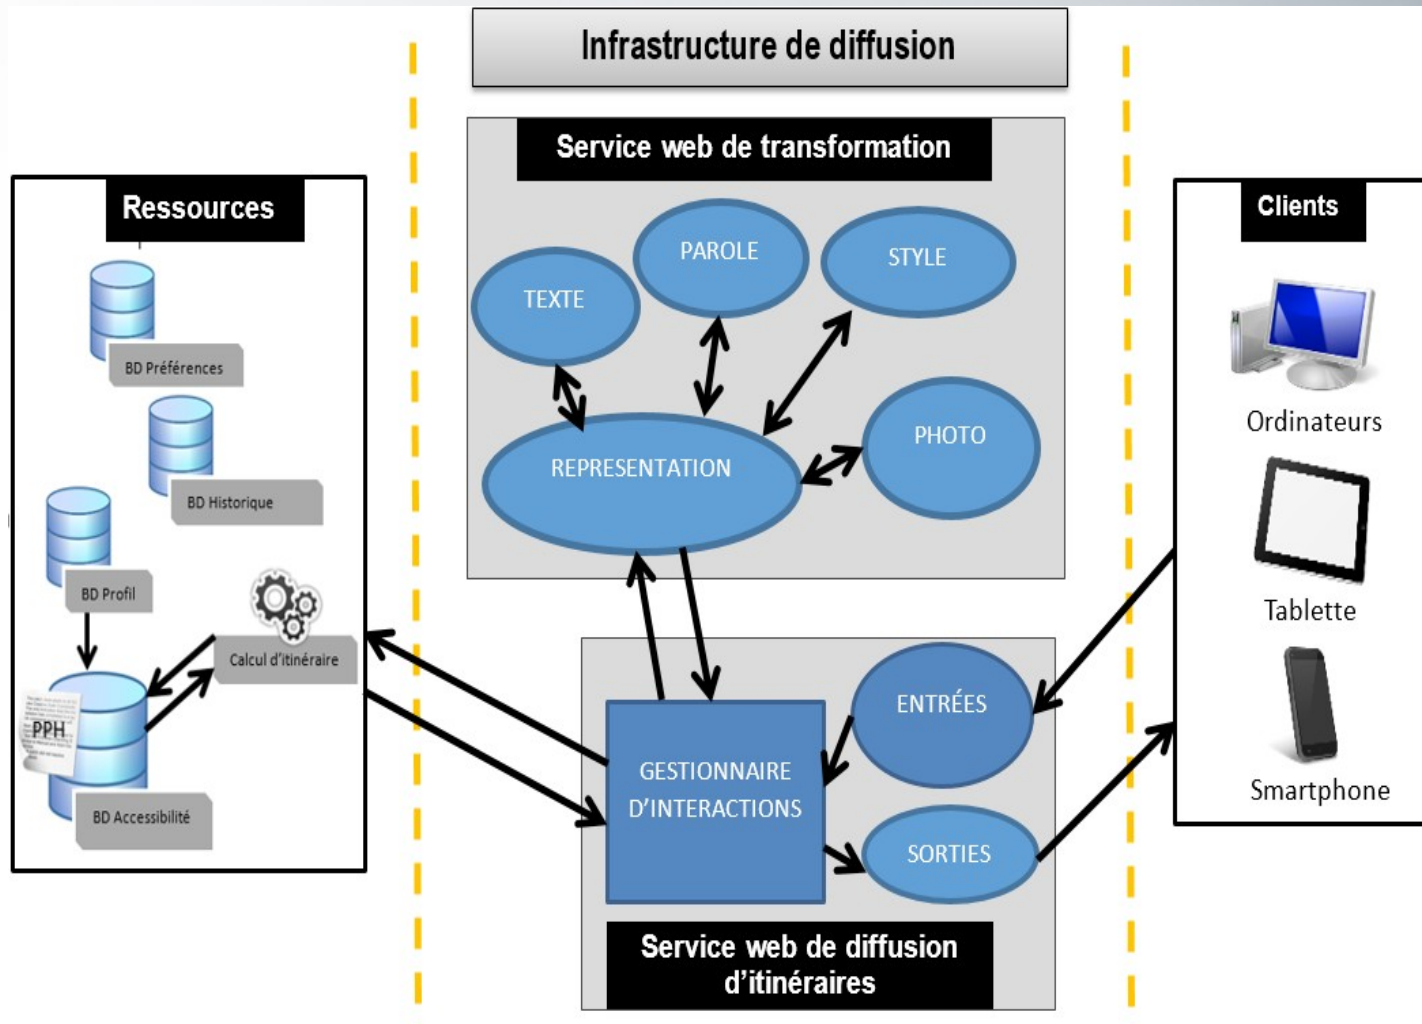 Infrastructure de diffusion
Service web de transformation
Ressources
Clients
PAROLE
STYLE
TEXTE
BD Préférences
Ordinateurs
PHOTO
REPRESENTATION
BD Historique
BD Profil
Tablette
Calcul d'itinéraire
ENTRÉES
PPH
GESTIONNAIRE
D'INTERACTIONS
Smartphone
BD Accessibilité
SORTIES
Service web de diffusion
d'itinéraires